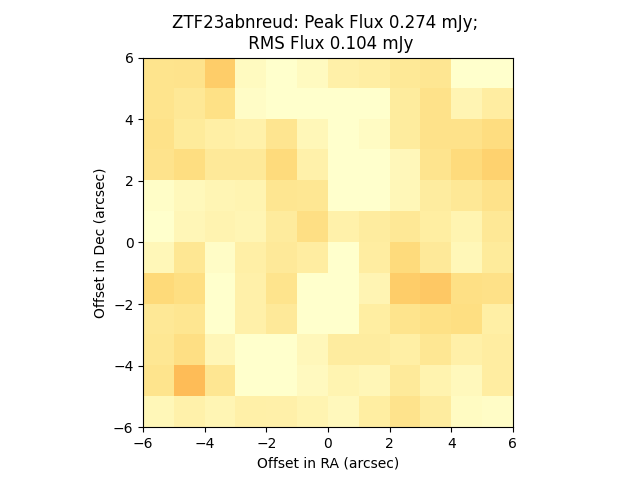 ZTF23abnreud: Peak Flux 0.274 mJy;
RMS Flux 0.104 mJy
6
4
2
0
−2
−4
−6
Offset in Dec (arcsec)
−6 −4 −2 0 2 4 6
Offset in RA (arcsec)